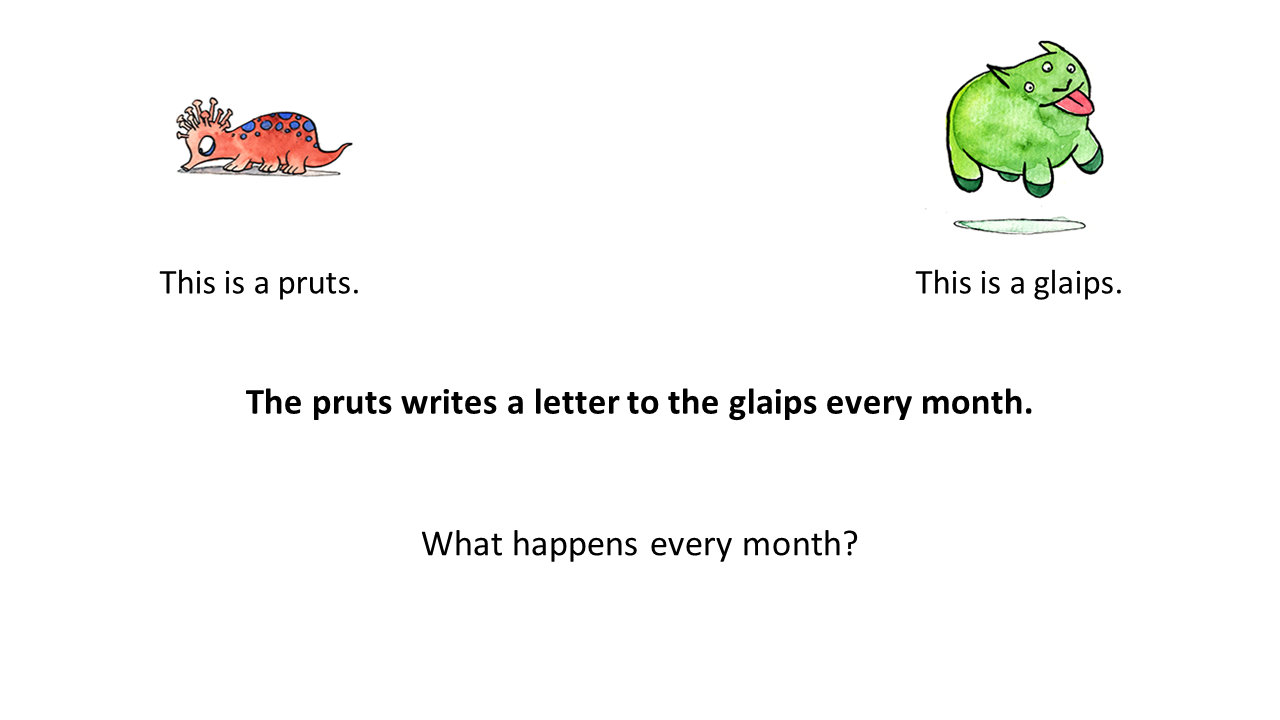 This is a pruts.
This is a glaips.
The pruts writes a letter to the glaips every month.
What happens every month?